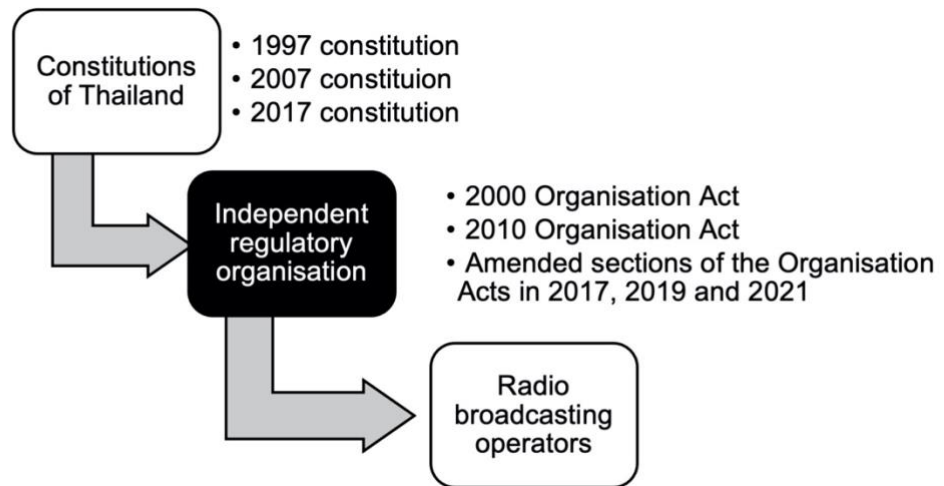 Constitutions
of Thailand
• 1997 constitution
• 2007 constituion
• 2017 constitution
Independent
regulatory
organisation
• 2000 Organisation Act
• 2010 Organisation Act
• Amended sections of the Organisation
Acts in 2017, 2019 and 2021
Radio
broadcasting
operators